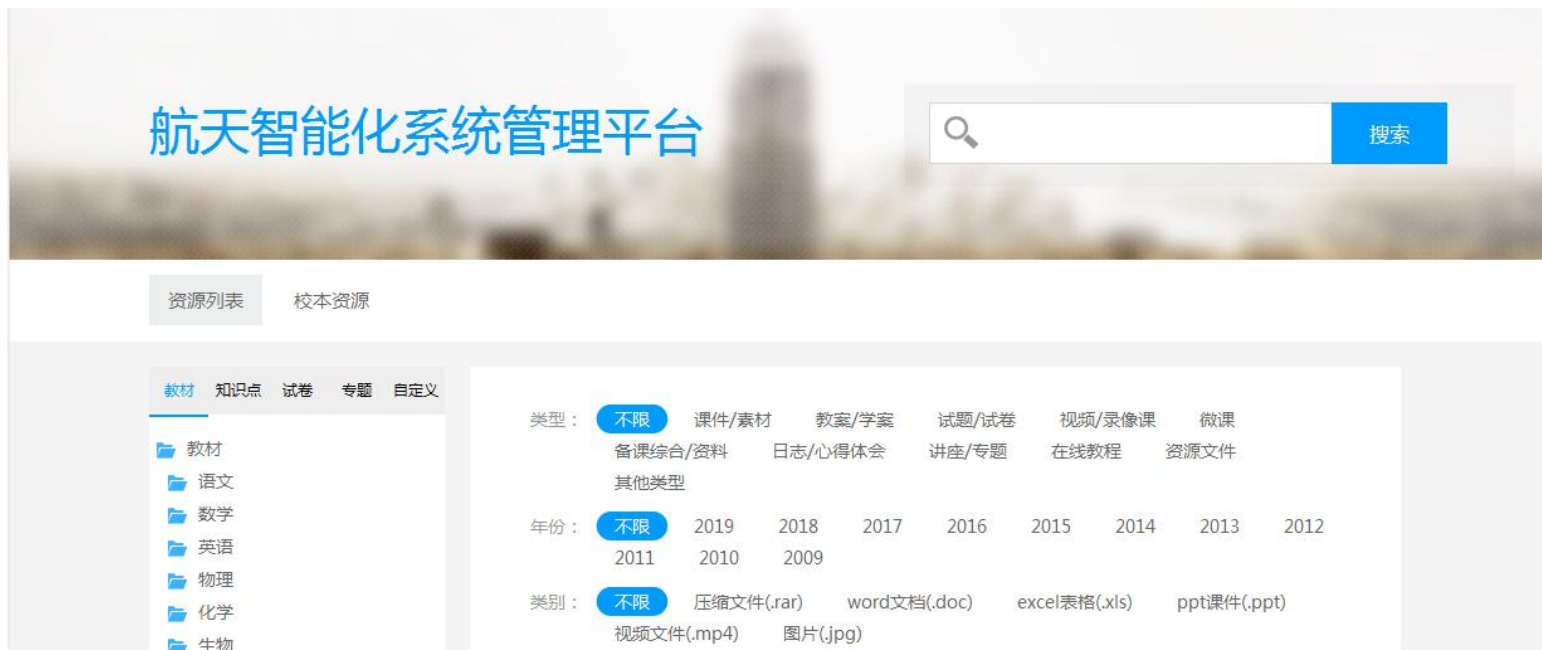 航天智能化系统管理平台
搜索
资源列表 校本资源
教材 知识点 试卷 专题 自定义
教材
语文
数学
英语
物理
化学
生物
类型： 不限 课件/素材 教案/学案 试题/试卷 视频/录像课 微课
备课综合/资料 日志/心得体会 讲座/专题 在线教程 资源文件
其他类型
年份： 不限 2019 2018 2017 2016 2015 2014 2013 2012
2011 2010 2009
类别： 不限 压缩文件(.rar) word文档(.doc) excel表格(.xls) ppt课件(.ppt)
视频文件(.mp4) 图片(.jpg)